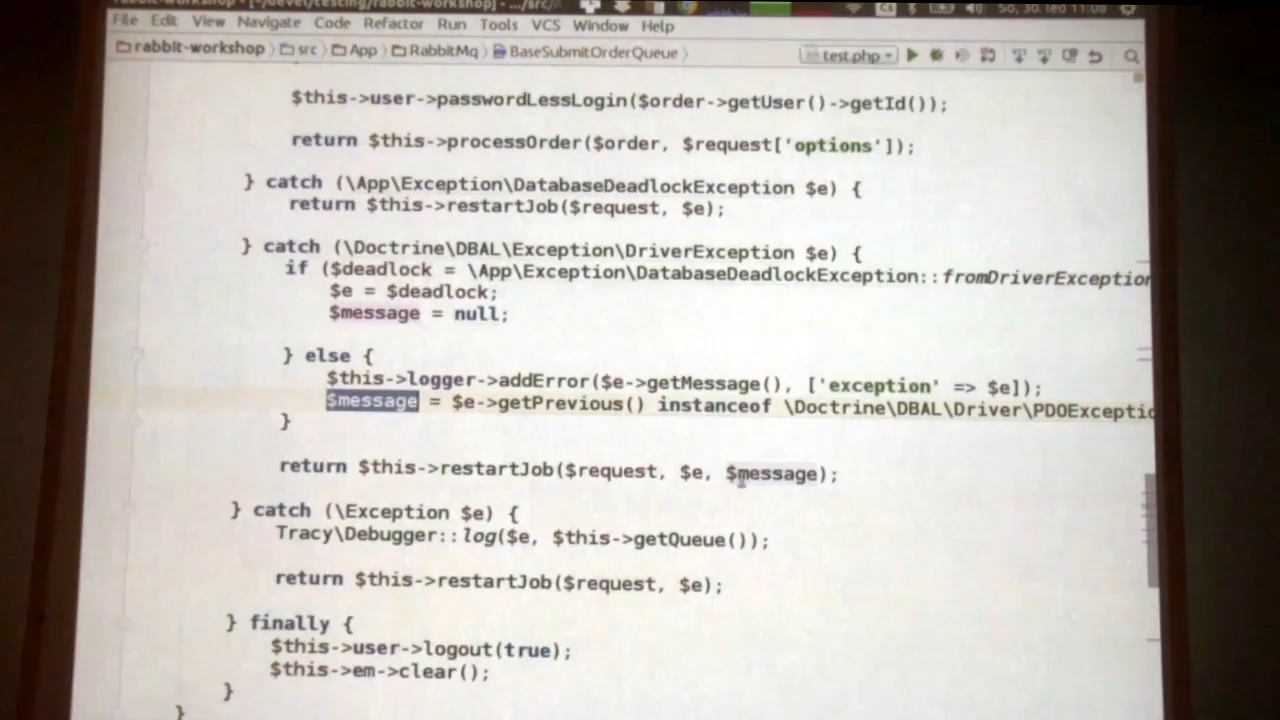 rabbit-workshop
File Edit View Navigate Code Refactor Run Tools VCS Window Help
rabbit-workshop src App RabbitMq BaseSubmitOrderQueue test.php
$this->user->passwordLessLogin($order->getUser()->getId());
return $this->processOrder($order, $request['options']);
} catch (\App\Exception\DatabaseDeadlockException $e) {
return $this->restartJob($request, $e);
} catch (\Doctrine\DBAL\Exception\DriverException $e) {
if ($deadlock = \App\Exception\DatabaseDeadlockException::fromDriverException
$e = $deadlock;
$message = null;
} else {
$this->logger->addError($e->getMessage(), ['exception' => $e]);
$message = $e->getPrevious() instanceof \Doctrine\DBAL\Driver\PDOExceptio
}
return $this->restartJob($request, $e, $message);
} catch (\Exception $e) {
Tracy\Debugger::log($e, $this->getQueue());
return $this->restartJob($request, $e);
} finally {
$this->user->logout(true);
$this->em->clear();
}
}